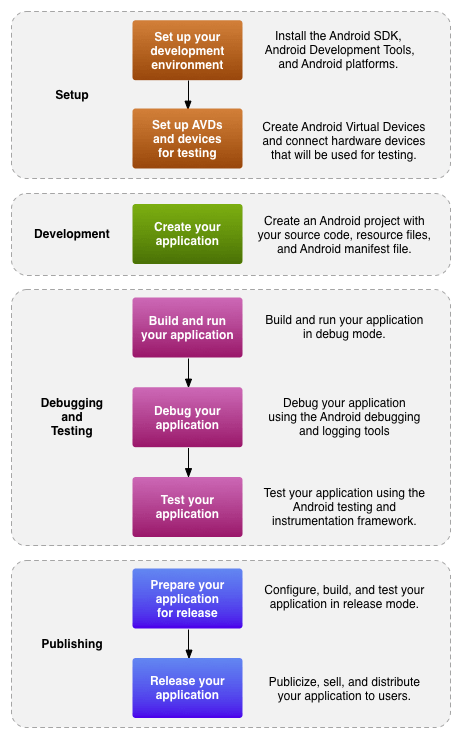 Setup
Set up your
development
environment
Install the Android SDK,
Android Development Tools,
and Android platforms.
Set up AVDs
and devices
for testing
Create Android Virtual Devices
and connect hardware devices
that will be used for testing.
Development
Create your
application
Create an Android project with
your source code, resource files,
and Android manifest file.
Debugging
and
Testing
Build and run
your application
Build and run your application
in debug mode.
Debug your
application
Debug your application
using the Android debugging
and logging tools
Test your
application
Test your application using the
Android testing and
instrumentation framework.
Publishing
Prepare your
application
for release
Configure, build, and test your
application in release mode.
Release your
application
Publicize, sell, and distribute
your application to users.